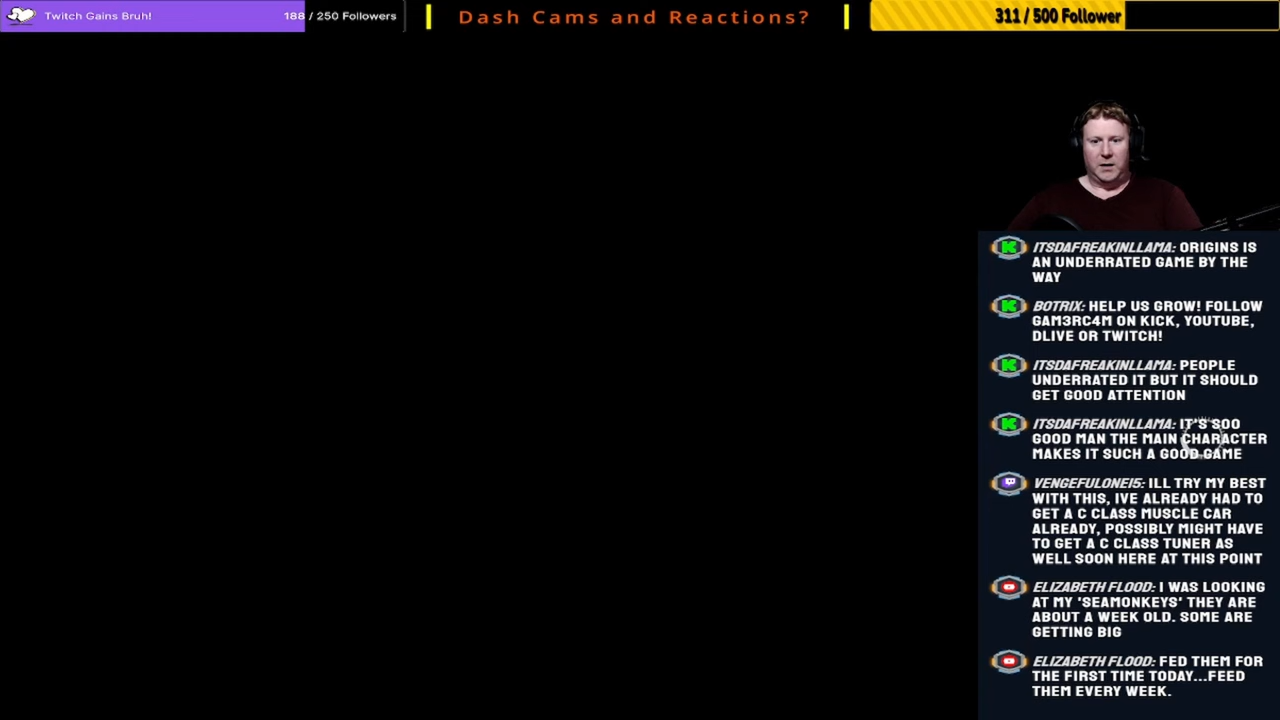 Twitch Gains Bruh!
188 / 250 Followers
Dash Cams and Reactions?
311 / 500 Follower
ITSDAFREAKINLLAMA: ORIGINS IS
AN UNDERRATED GAME BY THE
WAY
BOTRIX: HELP US GROW! FOLLOW
GAM3RC4M ON KICK, YOUTUBE,
DLIVE OR TWITCH!
ITSDAFREAKINLLAMA: PEOPLE
UNDERRATED IT BUT IT SHOULD
GET GOOD ATTENTION
ITSDAFREAKINLLAMA: IT'S SOO
GOOD MAN THE MAIN CHARACTER
MAKES IT SUCH A GOOD GAME
VENGEFULONE15: ILL TRY MY BEST
WITH THIS, IVE ALREADY HAD TO
GET A C CLASS MUSCLE CAR
ALREADY, POSSIBLY MIGHT HAVE
TO GET A C CLASS TUNER AS
WELL SOON HERE AT THIS POINT
ELIZABETH FLOOD: I WAS LOOKING
AT MY 'SEAMONKEYS' THEY ARE
ABOUT A WEEK OLD. SOME ARE
GETTING BIG
ELIZABETH FLOOD: FED THEM FOR
THE FIRST TIME TODAY...FEED
THEM EVERY WEEK.